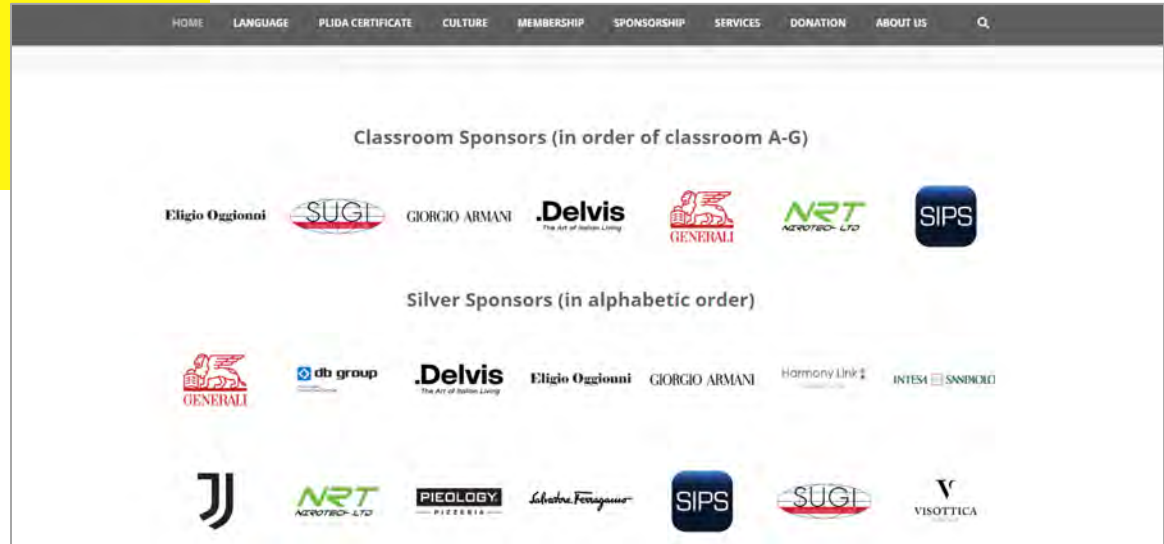 HOME LANGUAGE PLIDA CERTIFICATE CULTURE MEMBERSHIP SPONSORSHIP SERVICES DONATION ABOUT US
Classroom Sponsors (in order of classroom A-G)
Eligio Oggionni SUGI GIORGIO ARMANI .Delvis The Art of Italian Living GENERALI NRT NIROTECH LTD SIPS
Silver Sponsors (in alphabetic order)
GENERALI db group .Delvis The Art of Italian Living Eligio Oggionni GIORGIO ARMANI Harmony Link INTESA SANPAOLO
J NRT NIROTECH LTD PIEOLOGY PIZZERIA Salvatore Ferragamo SIPS SUGI V VISOTTICA